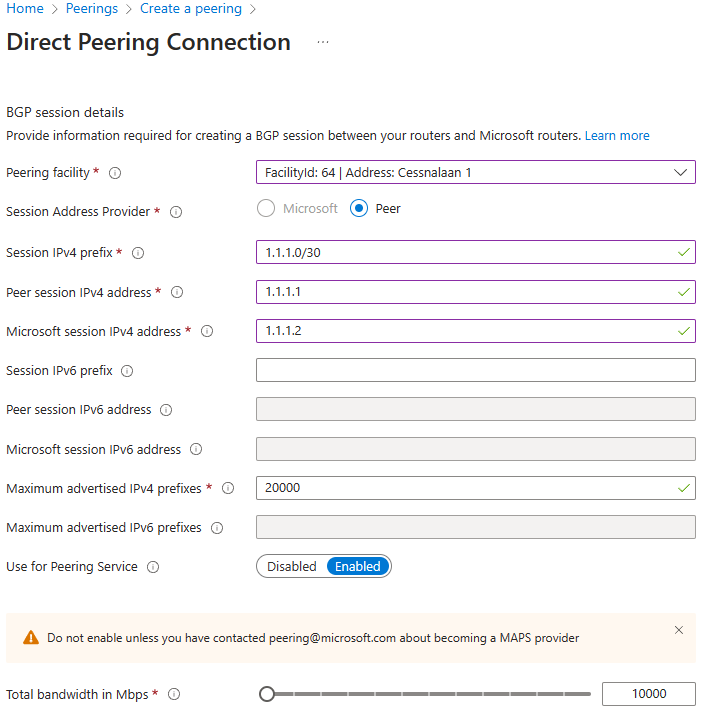 Home > Peerings > Create a peering >
Direct Peering Connection ...
BGP session details
Provide information required for creating a BGP session between your routers and Microsoft routers. Learn more
Peering facility * FacilityId: 64 | Address: Cessnalaan 1
Session Address Provider * Microsoft Peer
Session IPv4 prefix * 1.1.1.0/30
Peer session IPv4 address * 1.1.1.1
Microsoft session IPv4 address * 1.1.1.2
Session IPv6 prefix
Peer session IPv6 address
Microsoft session IPv6 address
Maximum advertised IPv4 prefixes * 20000
Maximum advertised IPv6 prefixes
Use for Peering Service Disabled Enabled
Do not enable unless you have contacted peering@microsoft.com about becoming a MAPS provider
Total bandwidth in Mbps * 10000